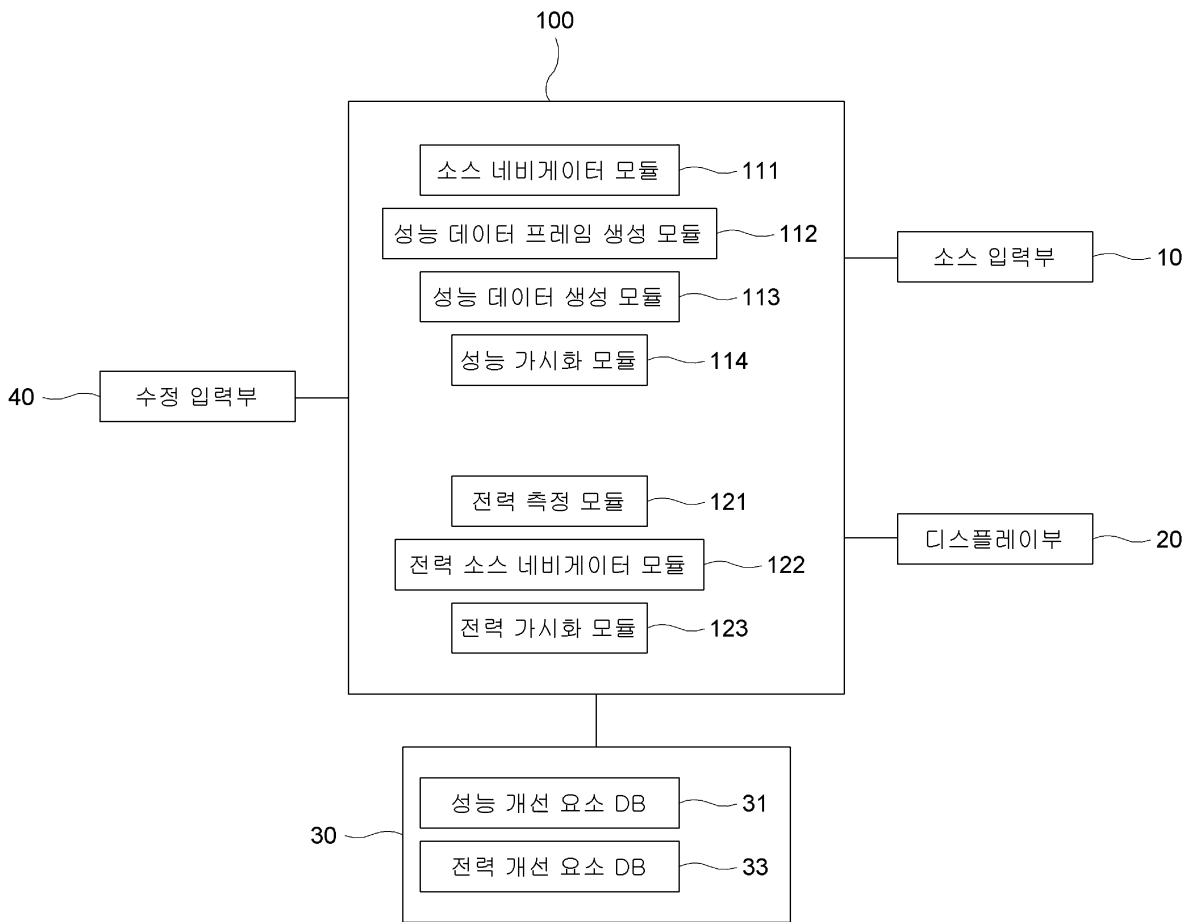 100
소스 네비게이터 모듈 111
성능 데이터 프레임 생성 모듈 112
소스 입력부 10
성능 데이터 생성 모듈 113
성능 가시화 모듈 114
40 수정 입력부
전력 측정 모듈 121
디스플레이부 20
전력 소스 네비게이터 모듈 122
전력 가시화 모듈 123
성능 개선 요소 DB 31
30
전력 개선 요소 DB 33